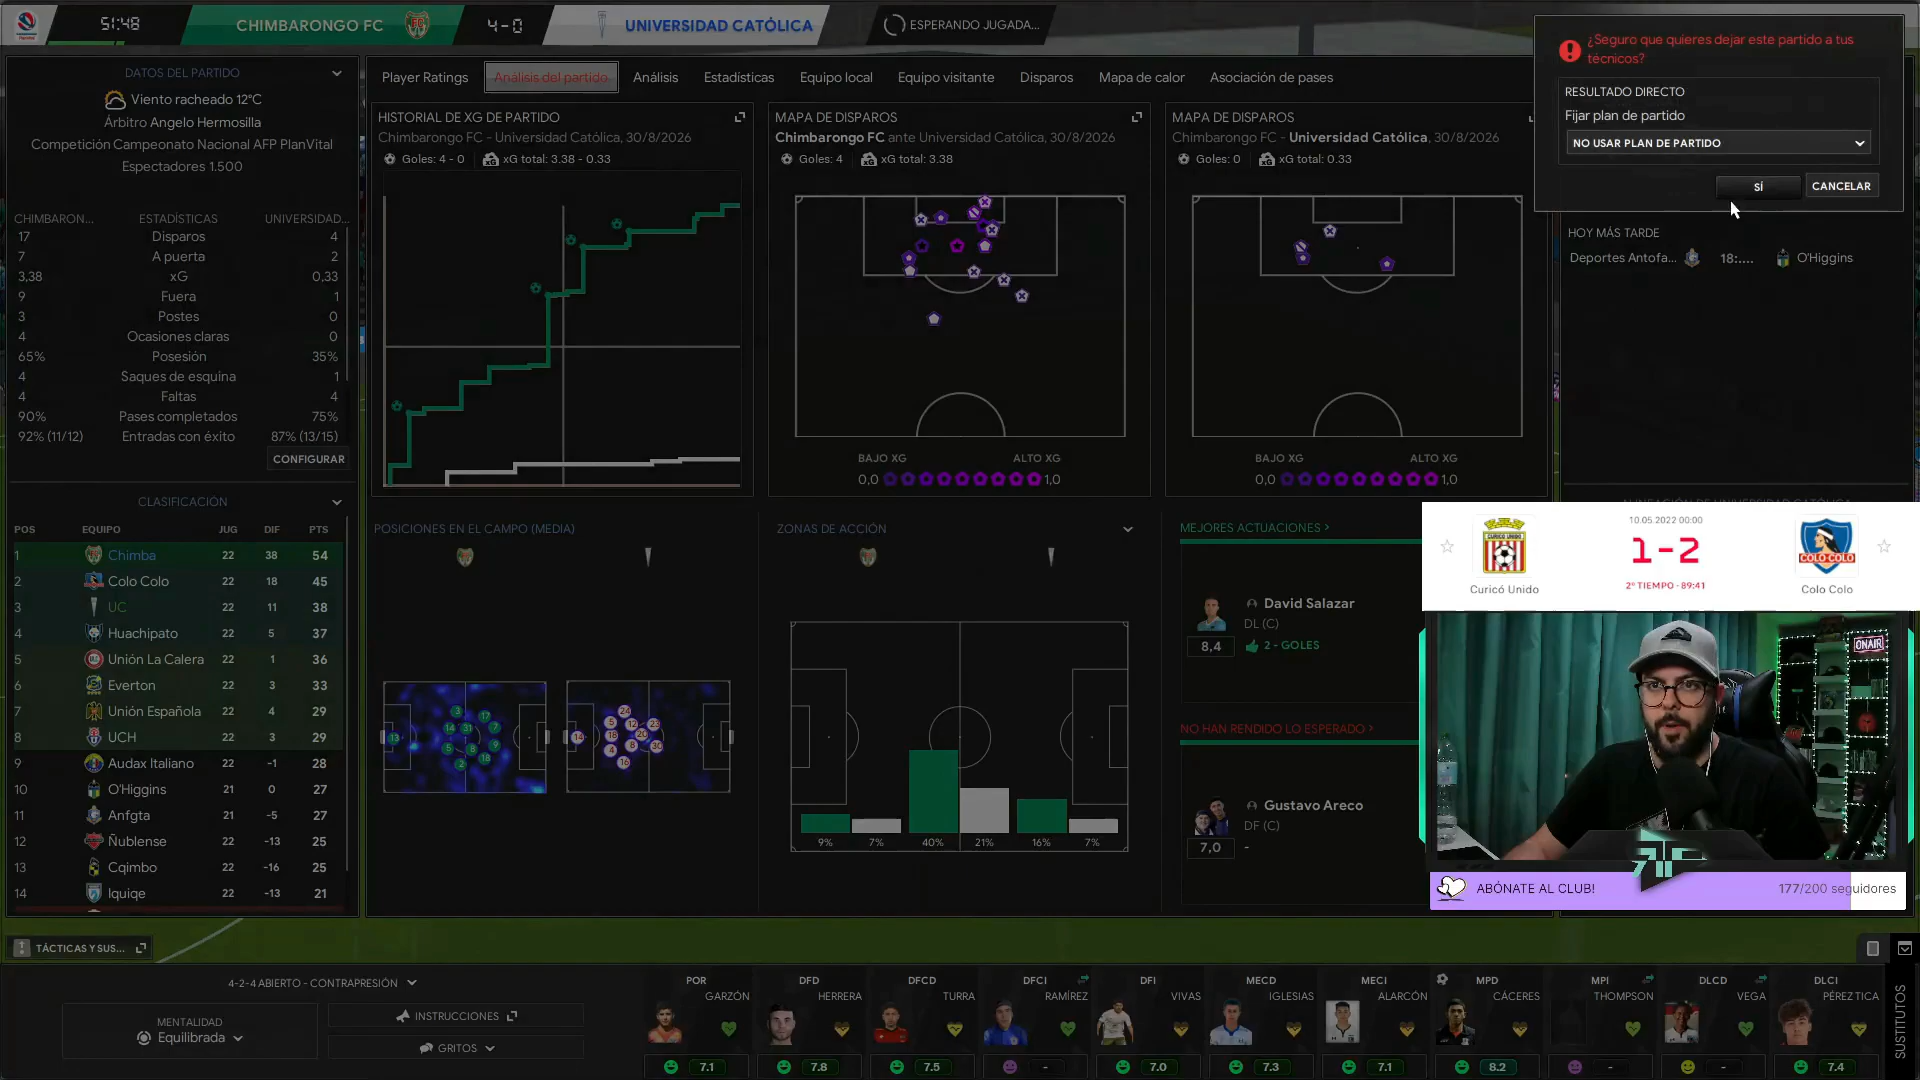 51:48
CHIMBARONGO FC
4-0
UNIVERSIDAD CATÓLICA
ESPERANDO JUGADA...
DATOS DEL PARTIDO
Viento racheado 12°C
Árbitro Angelo Hermosilla
Competición Campeonato Nacional AFP PlanVital
Espectadores 1.500
CHIMBARON... ESTADÍSTICAS UNIVERSIDAD...
17 Disparos 4
7 A puerta 2
3,38 xG 0,33
9 Fuera 1
3 Postes 0
4 Ocasiones claras 0
65% Posesión 35%
4 Saques de esquina 1
4 Faltas 4
90% Pases completados 75%
92% (11/12) Entradas con éxito 87% (13/15)
CONFIGURAR
CLASIFICACIÓN
POS EQUIPO JUG DIF PTS
1 Chimba 22 38 54
2 Colo Colo 22 18 45
3 UC 22 11 38
4 Huachipato 22 5 37
5 Unión La Calera 22 1 36
6 Everton 22 3 33
7 Unión Española 22 4 29
8 UCH 22 3 29
9 Audax Italiano 22 -1 28
10 O'Higgins 21 0 27
11 Anfgta 21 -5 27
12 Ñublense 22 -13 25
13 Cqimbo 22 -16 25
14 Iquiqe 22 -13 21
Player Ratings Análisis del partido Análisis Estadísticas Equipo local Equipo visitante Disparos Mapa de calor Asociación de pases
HISTORIAL DE XG DE PARTIDO
Chimbarongo FC - Universidad Católica, 30/8/2026
Goles: 4 - 0 xG total: 3.38 - 0.33
MAPA DE DISPAROS
Chimbarongo FC ante Universidad Católica, 30/8/2026
Goles: 4 xG total: 3.38
BAJO XG ALTO XG
0,0 1,0
MAPA DE DISPAROS
Chimbarongo FC - Universidad Católica, 30/8/2026
Goles: 0 xG total: 0.33
BAJO XG ALTO XG
0,0 1,0
¿Seguro que quieres dejar este partido a tus
técnicos?
RESULTADO DIRECTO
Fijar plan de partido
NO USAR PLAN DE PARTIDO
SÍ CANCELAR
HOY MÁS TARDE
Deportes Antofa... 18:.... O'Higgins
POSICIONES EN EL CAMPO (MEDIA)
ZONAS DE ACCIÓN
9% 7% 40% 21% 16% 7%
MEJORES ACTUACIONES >
David Salazar
DL (C)
8,4 2 - GOLES
NO HAN RENDIDO LO ESPERADO >
Gustavo Areco
DF (C)
7,0 -
10.05.2022 00:00
1-2
2º TIEMPO - 89:41
CURICÓ UNIDO
COLO COLO
Curicó Unido Colo Colo
ONAIR
ABÓNATE AL CLUB! 177/200 seguidores
TÁCTICAS Y SUS...
4-2-4 ABIERTO - CONTRAPRESIÓN
MENTALIDAD
Equilibrada
INSTRUCCIONES
GRITOS
POR DFD DFCD DFCI DFI MECD MECI MPD MPI DLCD DLCI
GARZÓN HERRERA TURRA RAMÍREZ VIVAS IGLESIAS ALARCÓN CÁCERES THOMPSON VEGA PÉREZ TICA
7.1 7.8 7.5 - 7.0 7.3 7.1 8.2 - - 7.4
SUSTITUTOS